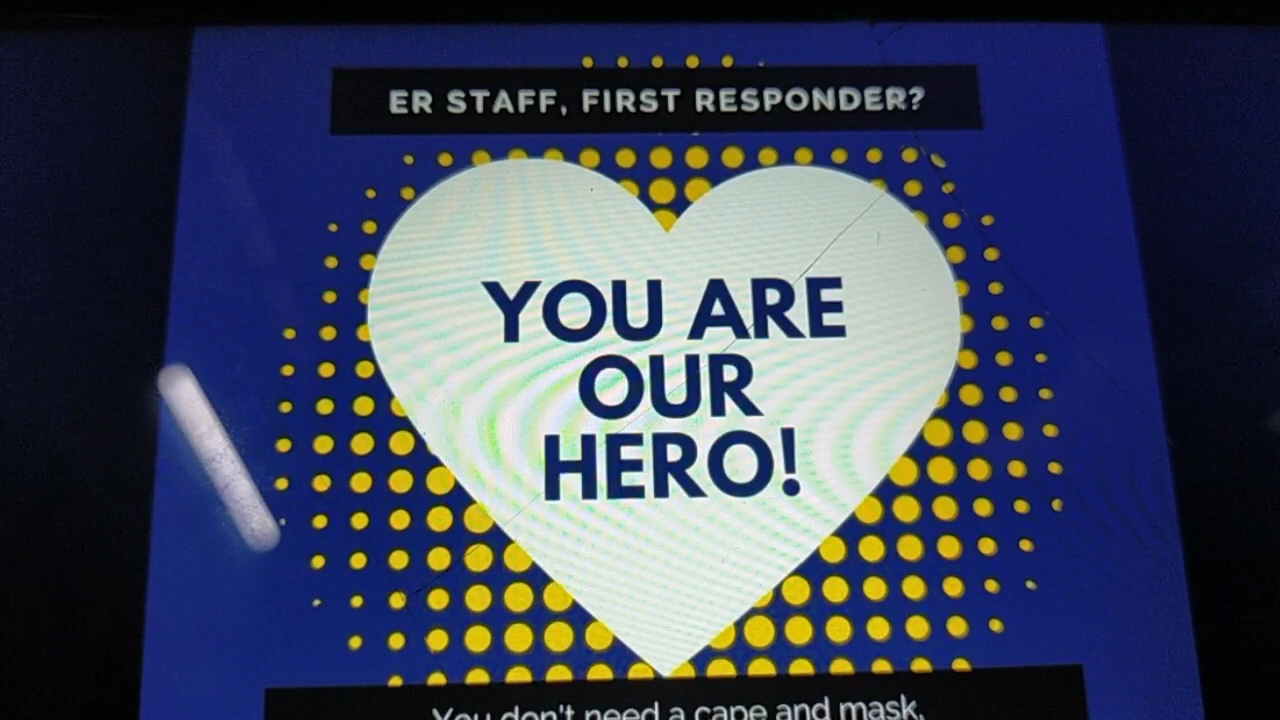 ER STAFF, FIRST RESPONDER?
YOU ARE
OUR
HERO!
You don't need a cape and mask,